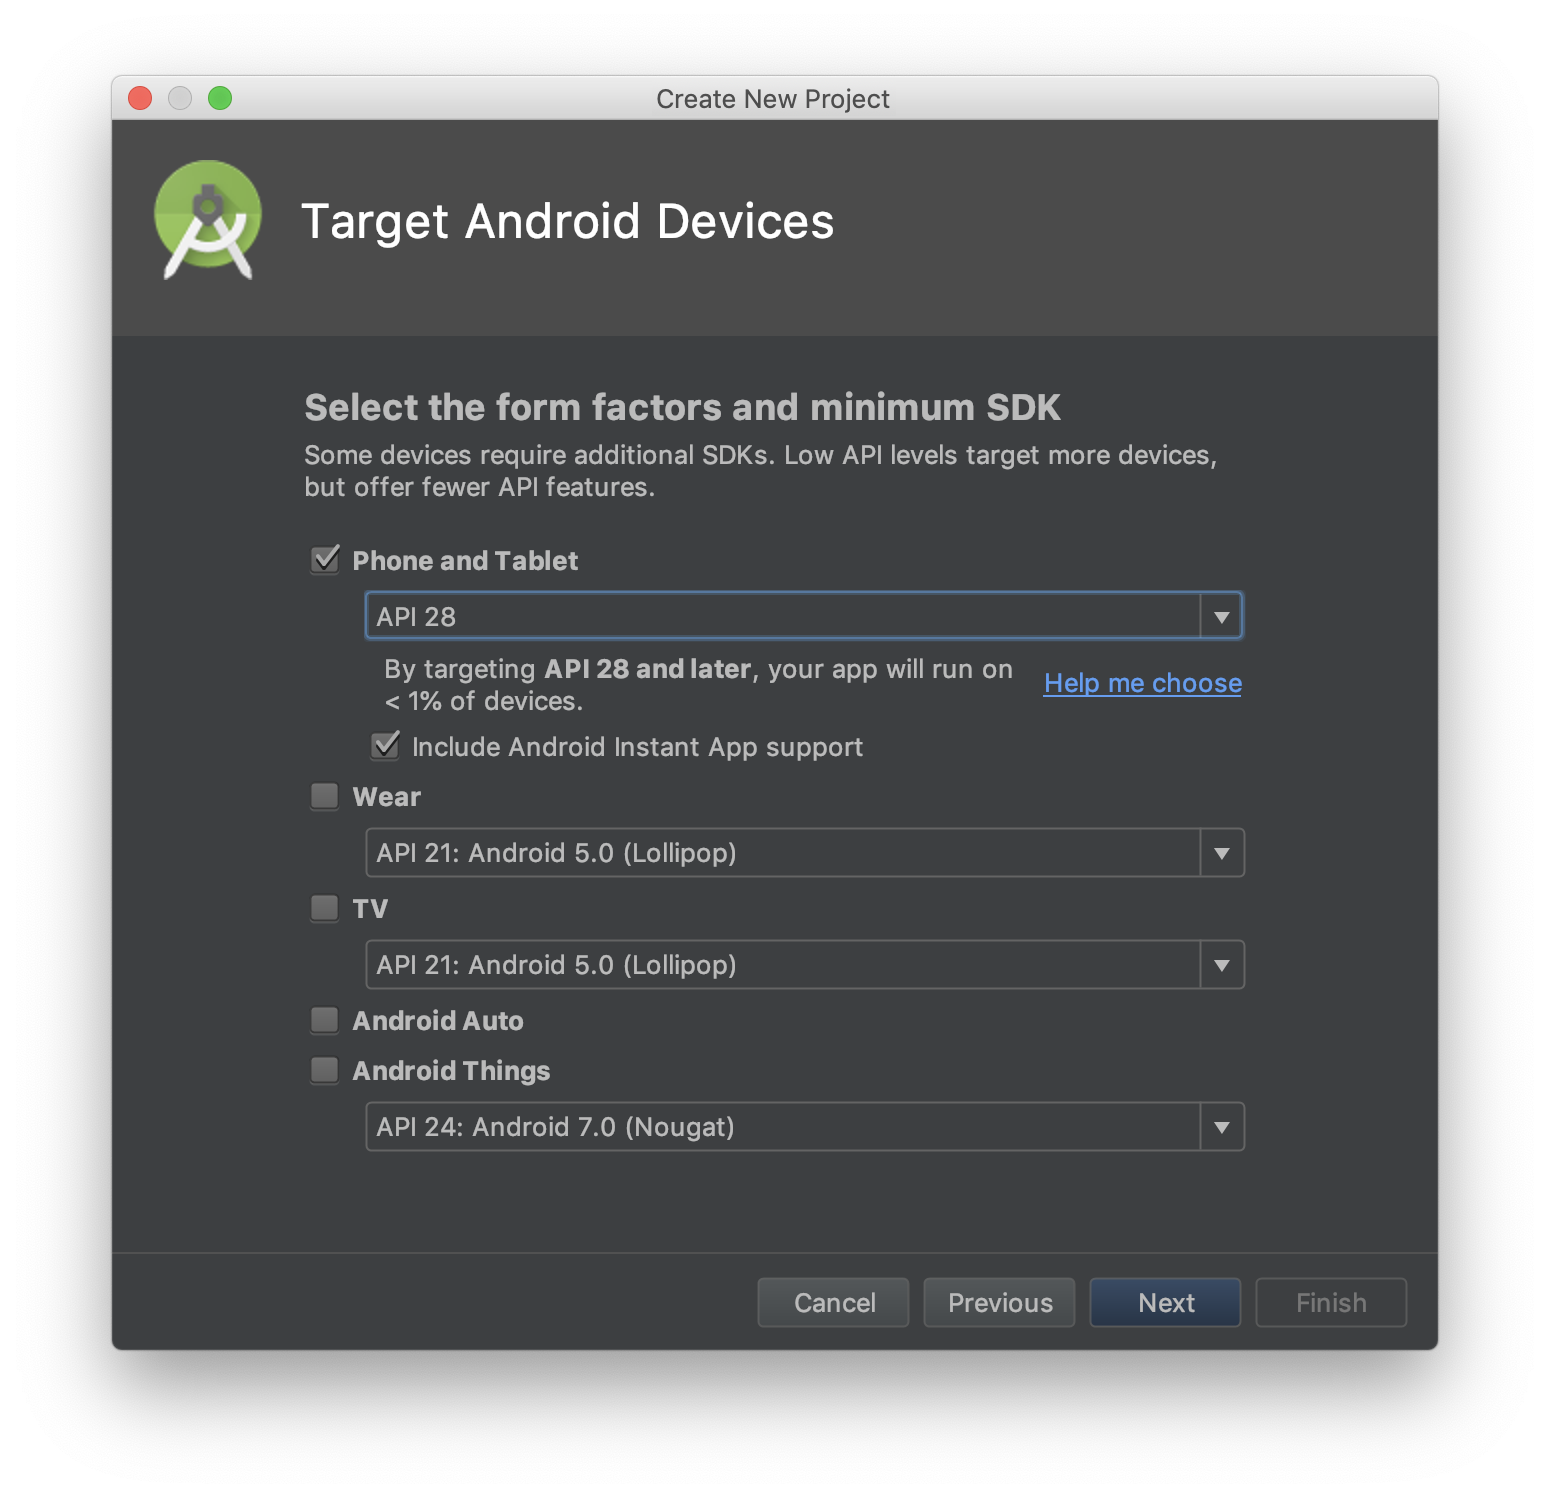 Create New Project
Target Android Devices
Select the form factors and minimum SDK
Some devices require additional SDKs. Low API levels target more devices,
but offer fewer API features.
Phone and Tablet
API 28
By targeting API 28 and later, your app will run on
< 1% of devices.
Help me choose
Include Android Instant App support
Wear
API 21: Android 5.0 (Lollipop)
TV
API 21: Android 5.0 (Lollipop)
Android Auto
Android Things
API 24: Android 7.0 (Nougat)
Cancel Previous Next Finish